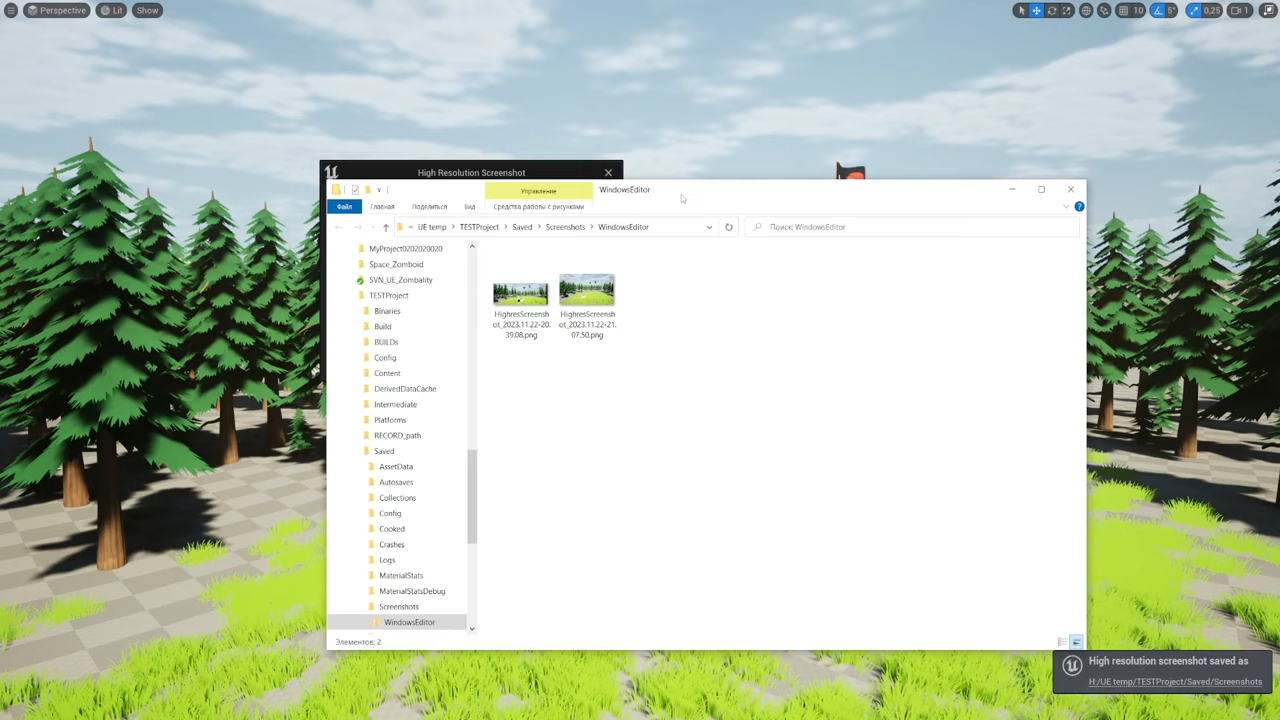 Perspective
Lit
Show
10
5°
0,25
1
High Resolution Screenshot
Управление
WindowsEditor
Файл
Главная
Поделиться
Вид
Средства работы с рисунками
UE temp
TESTProject
Saved
Screenshots
WindowsEditor
Поиск: WindowsEditor
MyProject0202020020
Space_Zomboid
SVN_UE_Zombality
TESTProject
Binaries
Build
BUILDs
Config
Content
DerivedDataCache
Intermediate
Platforms
RECORD_path
Saved
AssetData
Autosaves
Collections
Config
Cooked
Crashes
Logs
MaterialStats
MaterialStatsDebug
Screenshots
WindowsEditor
HighresScreensh
ot_2023.11.22-20.
39.08.png
HighresScreensh
ot_2023.11.22-21.
07.50.png
Элементов: 2
High resolution screenshot saved as
H:/UE temp/TESTProject/Saved/Screenshots